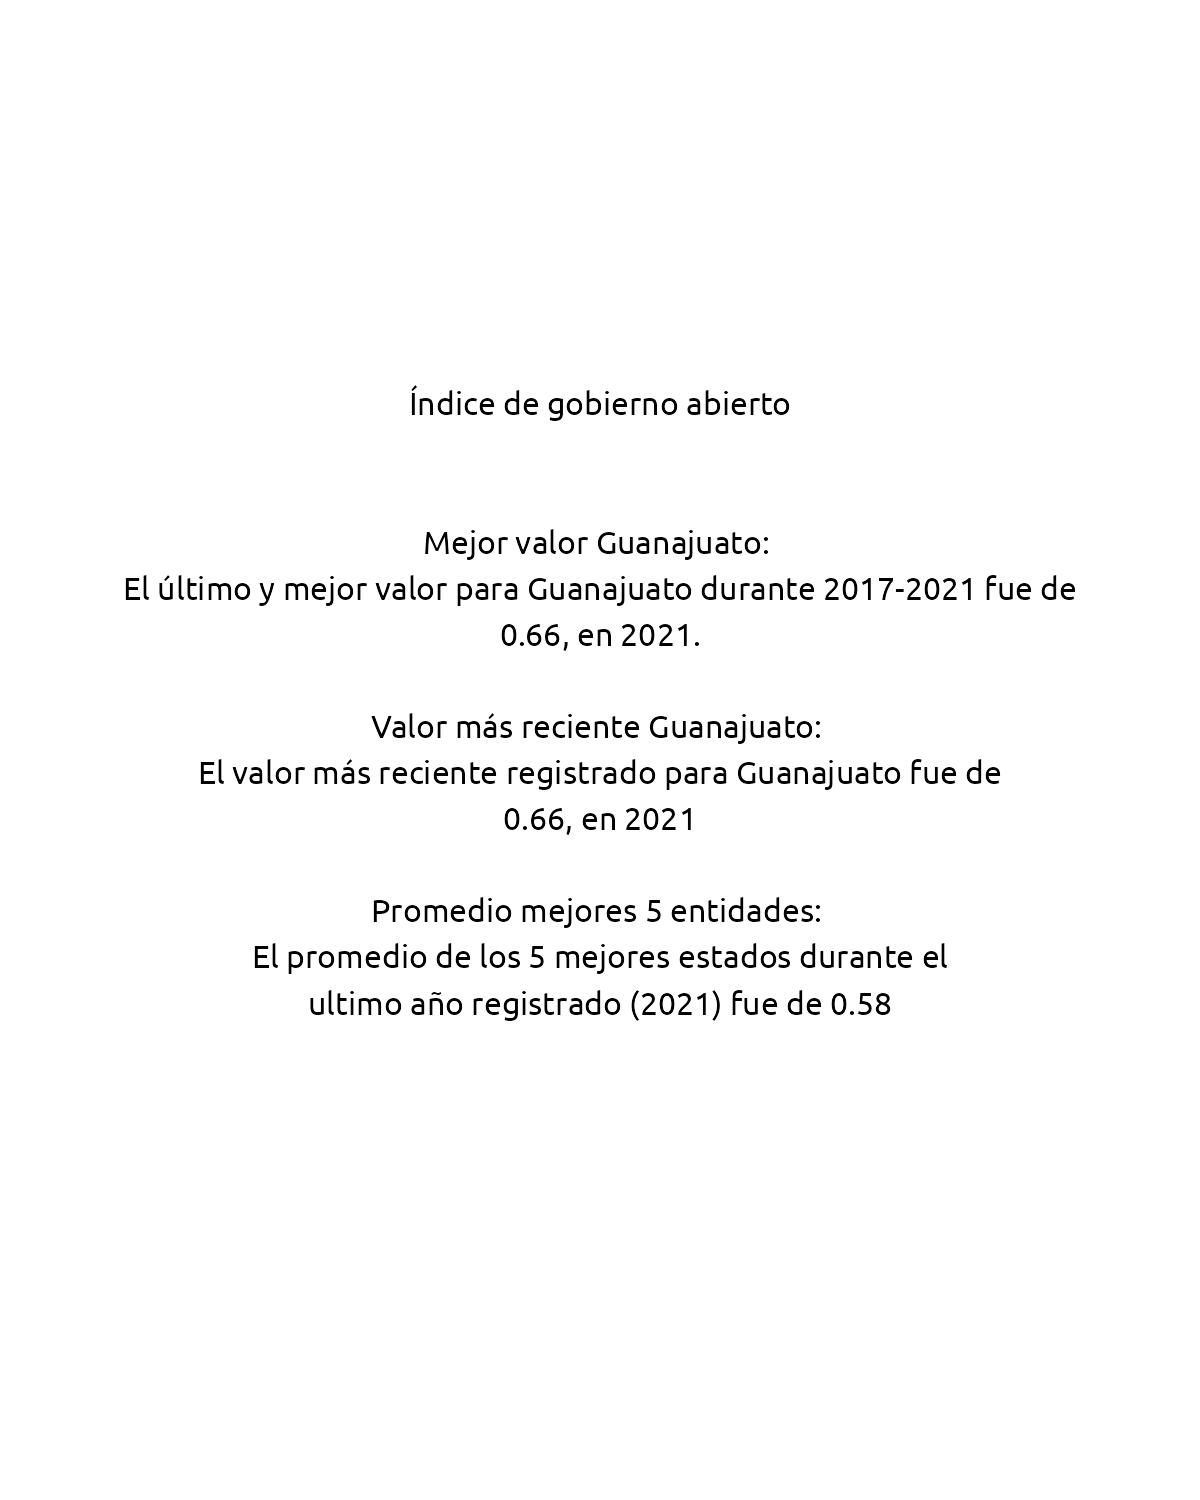 Índice de gobierno abierto
Mejor valor Guanajuato:
El último y mejor valor para Guanajuato durante 2017-2021 fue de
0.66, en 2021.
Valor más reciente Guanajuato:
El valor más reciente registrado para Guanajuato fue de
0.66, en 2021
Promedio mejores 5 entidades:
El promedio de los 5 mejores estados durante el
ultimo año registrado (2021) fue de 0.58